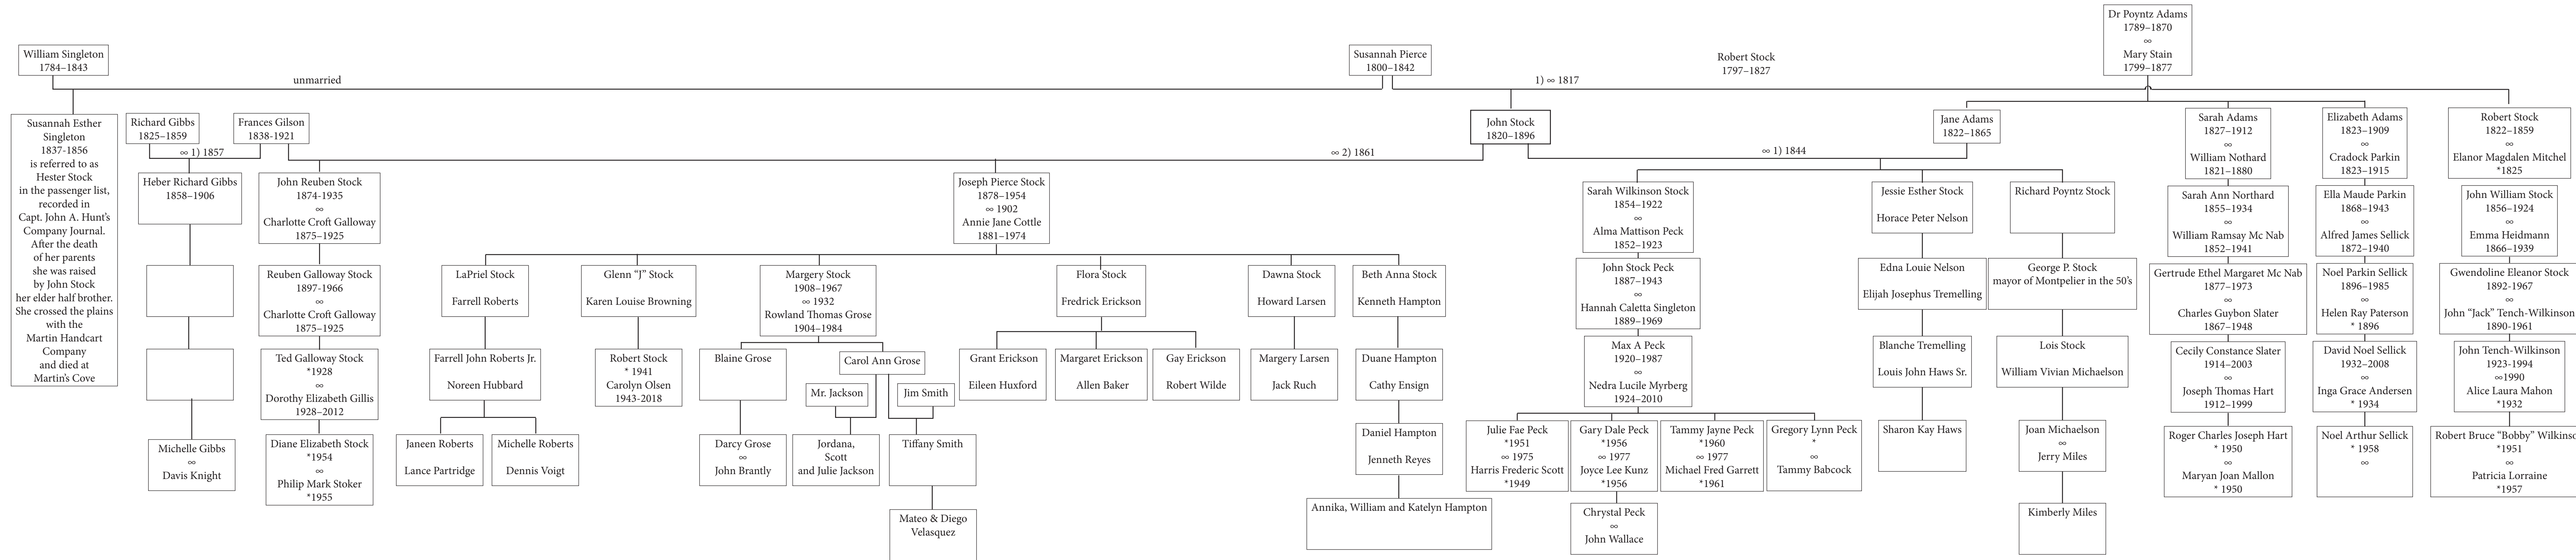 Dr Poyntz Adams
1789–1870
∞
Mary Stain
1799–1877
William Singleton
1784–1843
unmarried
Susannah Pierce
1800–1842
Robert Stock
1797–1827
1) ∞ 1817
Susannah Esther
Singleton
1837-1856
is referred to as
Hester Stock
in the passenger list,
recorded in
Capt. John A. Hunt's
Company Journal.
After the death
of her parents
she was raised
by John Stock
her elder half brother.
She crossed the plains
with the
Martin Handcart
Company
and died at
Martin's Cove
Richard Gibbs
1825–1859
Frances Gilson
1838-1921
∞ 1) 1857
John Stock
1820–1896
∞ 2) 1861
∞ 1) 1844
Jane Adams
1822–1865
Sarah Adams
1827–1912
∞
William Nothard
1821–1880
Elizabeth Adams
1823–1909
∞
Cradock Parkin
1823–1915
Robert Stock
1822–1859
∞
Elanor Magdalen Mitchel
*1825
Heber Richard Gibbs
1858–1906
John Reuben Stock
1874-1935
∞
Charlotte Croft Galloway
1875–1925
Joseph Pierce Stock
1878–1954
∞ 1902
Annie Jane Cottle
1881–1974
Sarah Wilkinson Stock
1854–1922
∞
Alma Mattison Peck
1852–1923
Jessie Esther Stock
Horace Peter Nelson
Richard Poyntz Stock
Sarah Ann Northard
1855–1934
∞
William Ramsay Mc Nab
1852–1941
Ella Maude Parkin
1868–1943
∞
Alfred James Sellick
1872–1940
John William Stock
1856–1924
∞
Emma Heidmann
1866–1939
Reuben Galloway Stock
1897-1966
∞
Charlotte Croft Galloway
1875–1925
LaPriel Stock
Farrell Roberts
Glenn “J” Stock
Karen Louise Browning
Margery Stock
1908–1967
∞ 1932
Rowland Thomas Grose
1904–1984
Flora Stock
Fredrick Erickson
Dawna Stock
Howard Larsen
Beth Anna Stock
Kenneth Hampton
John Stock Peck
1887–1943
∞
Hannah Caletta Singleton
1889–1969
Edna Louie Nelson
Elijah Josephus Tremelling
George P. Stock
mayor of Montpelier in the 50's
Gertrude Ethel Margaret Mc Nab
1877–1973
∞
Charles Guybon Slater
1867–1948
Noel Parkin Sellick
1896–1985
∞
Helen Ray Paterson
* 1896
Gwendoline Eleanor Stock
1892-1967
∞
John “Jack” Tench-Wilkinson
1890-1961
Ted Galloway Stock
*1928
∞
Dorothy Elizabeth Gillis
1928–2012
Farrell John Roberts Jr.
Noreen Hubbard
Robert Stock
* 1941
Carolyn Olsen
1943-2018
Blaine Grose
Carol Ann Grose
Mr. Jackson
Jim Smith
Grant Erickson
Eileen Huxford
Margaret Erickson
Allen Baker
Gay Erickson
Robert Wilde
Margery Larsen
Jack Ruch
Duane Hampton
Cathy Ensign
Max A Peck
1920–1987
∞
Nedra Lucile Myrberg
1924–2010
Blanche Tremelling
Louis John Haws Sr.
Lois Stock
William Vivian Michaelson
Cecily Constance Slater
1914–2003
∞
Joseph Thomas Hart
1912–1999
David Noel Sellick
1932–2008
∞
Inga Grace Andersen
* 1934
John Tench-Wilkinson
1923-1994
∞1990
Alice Laura Mahon
*1932
Michelle Gibbs
∞
Davis Knight
Diane Elizabeth Stock
*1954
∞
Philip Mark Stoker
*1955
Janeen Roberts
Lance Partridge
Michelle Roberts
Dennis Voigt
Darcy Grose
∞
John Brantly
Jordana,
Scott
and Julie Jackson
Tiffany Smith
Daniel Hampton
Jenneth Reyes
Julie Fae Peck
*1951
∞ 1975
Harris Frederic Scott
*1949
Gary Dale Peck
*1956
∞ 1977
Joyce Lee Kunz
*1956
Tammy Jayne Peck
*1960
∞ 1977
Michael Fred Garrett
*1961
Gregory Lynn Peck
*
∞
Tammy Babcock
Sharon Kay Haws
Joan Michaelson
∞
Jerry Miles
Roger Charles Joseph Hart
* 1950
∞
Maryan Joan Mallon
* 1950
Noel Arthur Sellick
* 1958
∞
Robert Bruce “Bobby” Wilkinso
*1951
∞
Patricia Lorraine
*1957
Mateo & Diego
Velasquez
Annika, William and Katelyn Hampton
Chrystal Peck
∞
John Wallace
Kimberly Miles